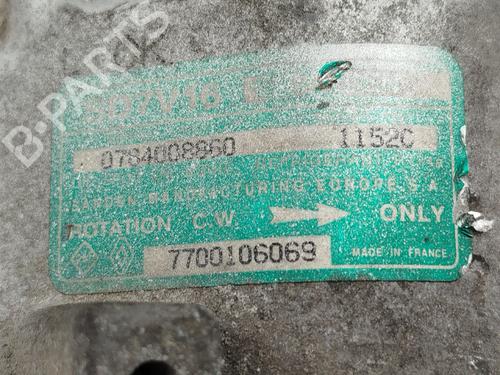 SD7V16 E
0784008860 1152C
SANDEN MANUFACTURING EUROPE S.A.
ROTATION C.W. ONLY
7700106069 MADE IN FRANCE
B-PARTS